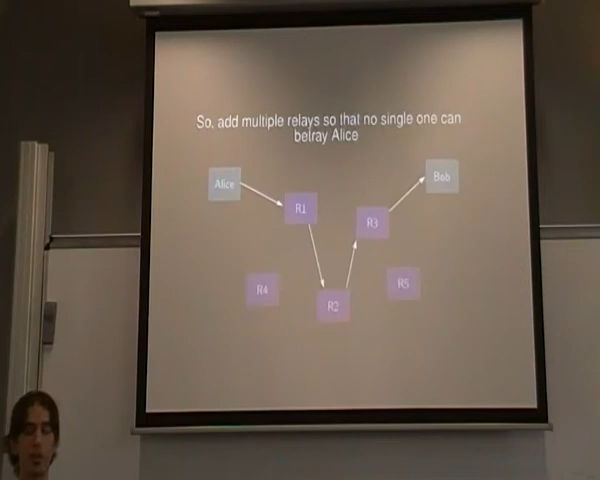 So, add multiple relays so that no single one can
betray Alice
Alice
Bob
R1
R3
R4
R5
R2